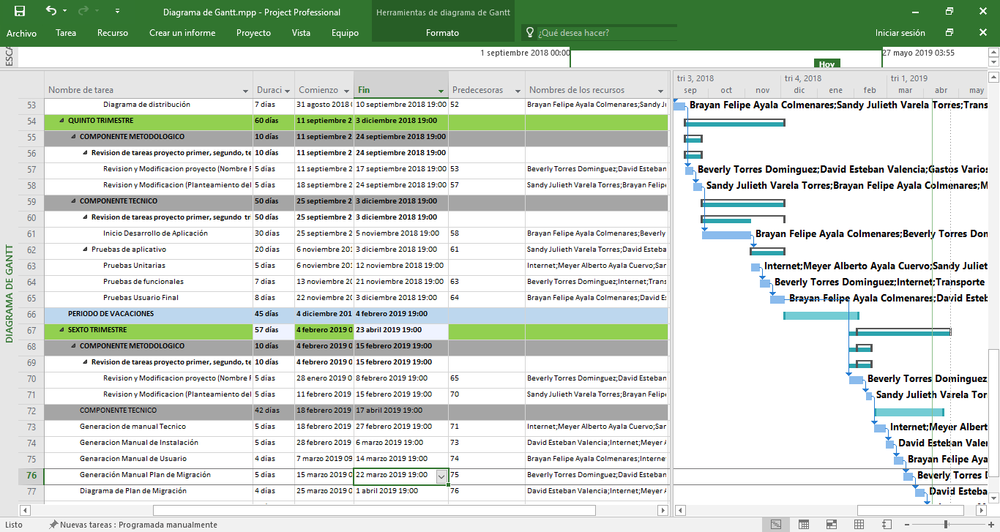 Diagrama de Gantt.mpp - Project Professional
Herramientas de diagrama de Gantt
Archivo Tarea Recurso Crear un informe Proyecto Vista Equipo Formato ¿Qué desea hacer? Iniciar sesión
ESCA
1 septiembre 2018 00:00 27 mayo 2019 03:55
Hoy
tri 3, 2018 tri 4, 2018 tri 1, 2019
Nombre de tarea Duraci Comienzo Fin Predecesoras Nombres de los recursos sep oct nov dic ene feb mar abr may
53 Diagrama de distribución 7 días 31 agosto 2018 10 septiembre 2018 19:00 52 Brayan Felipe Ayala Colmenares;Sandy Brayan Felipe Ayala Colmenares;Sandy Julieth Varela Torres;Trans
54 QUINTO TRIMESTRE 60 días 11 septiembre 2 3 diciembre 2018 19:00
55 COMPONENTE METODOLOGICO 10 días 11 septiembre 2 24 septiembre 2018 19:00
56 Revision de tareas proyecto primer, segundo, te 10 días 11 septiembre 2 24 septiembre 2018 19:00
57 Revision y Modificacion proyecto (Nombre 5 días 11 septiembre 2 17 septiembre 2018 19:00 53 Beverly Torres Dominguez;David Esteban Beverly Torres Dominguez;David Esteban Valencia;Gastos Varios
58 Revision y Modificacion (Planteamiento del 5 días 18 septiembre 2 24 septiembre 2018 19:00 57 Sandy Julieth Varela Torres;Brayan Felipe Sandy Julieth Varela Torres;Brayan Felipe Ayala Colmenares;M
59 COMPONENTE TECNICO 50 días 25 septiembre 2 3 diciembre 2018 19:00
60 Revision de tareas proyecto primer, segundo tr 50 días 25 septiembre 2 3 diciembre 2018 19:00
61 Inicio Desarrollo de Aplicación 30 días 25 septiembre 2 5 noviembre 2018 19:00 58 Brayan Felipe Ayala Colmenares;Beverly Brayan Felipe Ayala Colmenares;Beverly Torres Don
62 Pruebas de aplicativo 20 días 6 noviembre 201 3 diciembre 2018 19:00 61 Sandy Julieth Varela Torres;David Esteba
63 Pruebas Unitarias 5 días 6 noviembre 201 12 noviembre 2018 19:00 Internet;Meyer Alberto Ayala Cuervo;San Internet;Meyer Alberto Ayala Cuervo;Sandy Juliet
64 Pruebas de funcionales 7 días 13 noviembre 20 21 noviembre 2018 19:00 63 Beverly Torres Dominguez;Internet;Trans Beverly Torres Dominguez;Internet;Transporte
65 Pruebas Usuario Final 8 días 22 noviembre 20 3 diciembre 2018 19:00 64 Brayan Felipe Ayala Colmenares;David Es Brayan Felipe Ayala Colmenares;David Esteb
66 PERIODO DE VACACIONES 45 días 4 diciembre 201 4 febrero 2019 19:00
67 SEXTO TRIMESTRE 57 días 4 febrero 2019 0 23 abril 2019 19:00
68 COMPONENTE METODOLOGICO 10 días 4 febrero 2019 0 15 febrero 2019 19:00
69 Revision de tareas proyecto primer, segundo, te 10 días 4 febrero 2019 0 15 febrero 2019 19:00
70 Revision y Modificacion proyecto (Nombre 5 días 28 enero 2019 0 8 febrero 2019 19:00 65 Beverly Torres Dominguez;David Esteban Beverly Torres Dominguez;
71 Revision y Modificacion (Planteamiento del 5 días 11 febrero 2019 15 febrero 2019 19:00 70 Sandy Julieth Varela Torres;Brayan Felipe Sandy Julieth Varela Tor
72 COMPONENTE TECNICO 42 días 18 febrero 2019 17 abril 2019 19:00
73 Generacion de manual Tecnico 5 días 18 febrero 2019 27 febrero 2019 19:00 71 Internet;Meyer Alberto Ayala Cuervo;San Internet;Meyer Albert
74 Generacion Manual de Instalación 5 días 28 febrero 2019 6 marzo 2019 19:00 73 David Esteban Valencia;Internet;Meyer A David Esteban Valen
75 Genaracion Manual de Usuario 4 días 7 marzo 2019 09 14 marzo 2019 19:00 74 Brayan Felipe Ayala Colmenares;Internet Brayan Felipe Aya
76 Generación Manual Plan de Migración 5 días 15 marzo 2019 0 22 marzo 2019 19:00 75 Beverly Torres Dominguez;David Esteban Beverly Torres D
77 Diagrama de Plan de Migración 4 días 25 marzo 2019 0 1 abril 2019 19:00 76 David Esteban Valencia;Internet;Meyer A David Esteba
DIAGRAMA DE GANTT
Listo Nuevas tareas : Programada manualmente